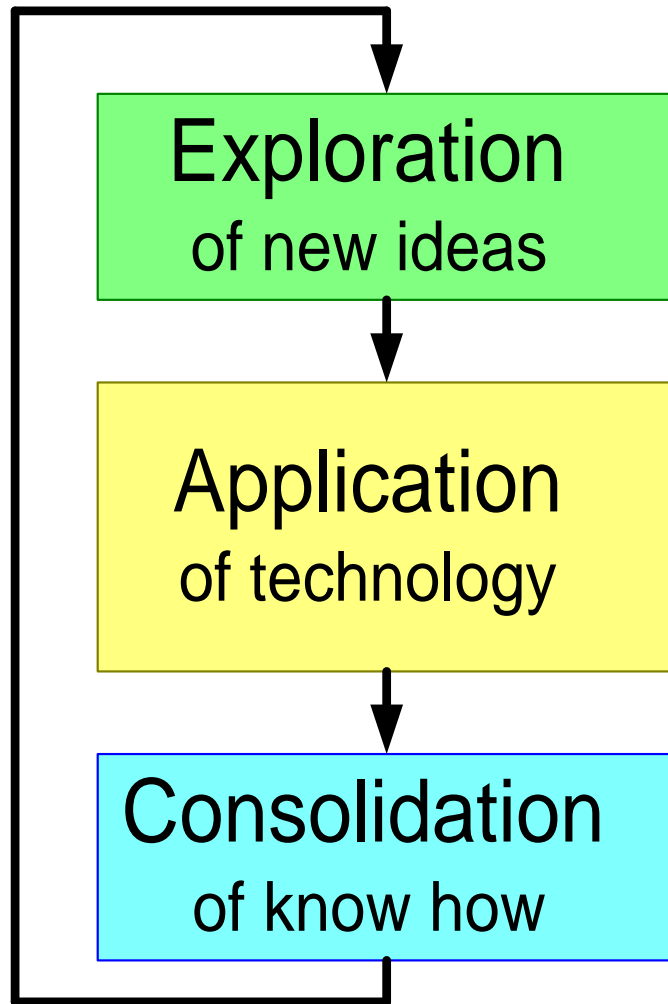 Exploration
of new ideas
Application
of technology
Consolidation
of know how